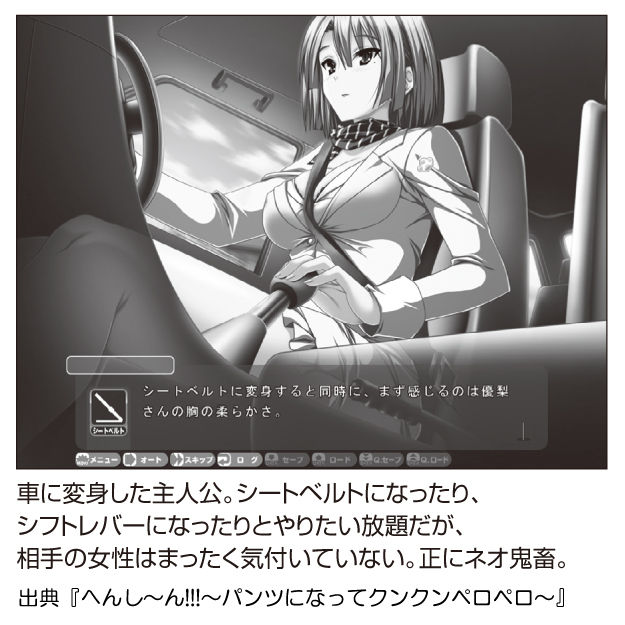 シートベルトに変身すると同時に、まず感じるのは優梨
さんの胸の柔らかさ。
シートベルト
メニュー オート スキップ ログ セーブ ロード Q.セーブ Q.ロード
車に変身した主人公。シートベルトになったり、
シフトレバーになったりとやりたい放題だが、
相手の女性はまったく気付いていない。正にネオ鬼畜。
出典『へんし〜ん!!!〜パンツになってクンクンペロペロ〜』